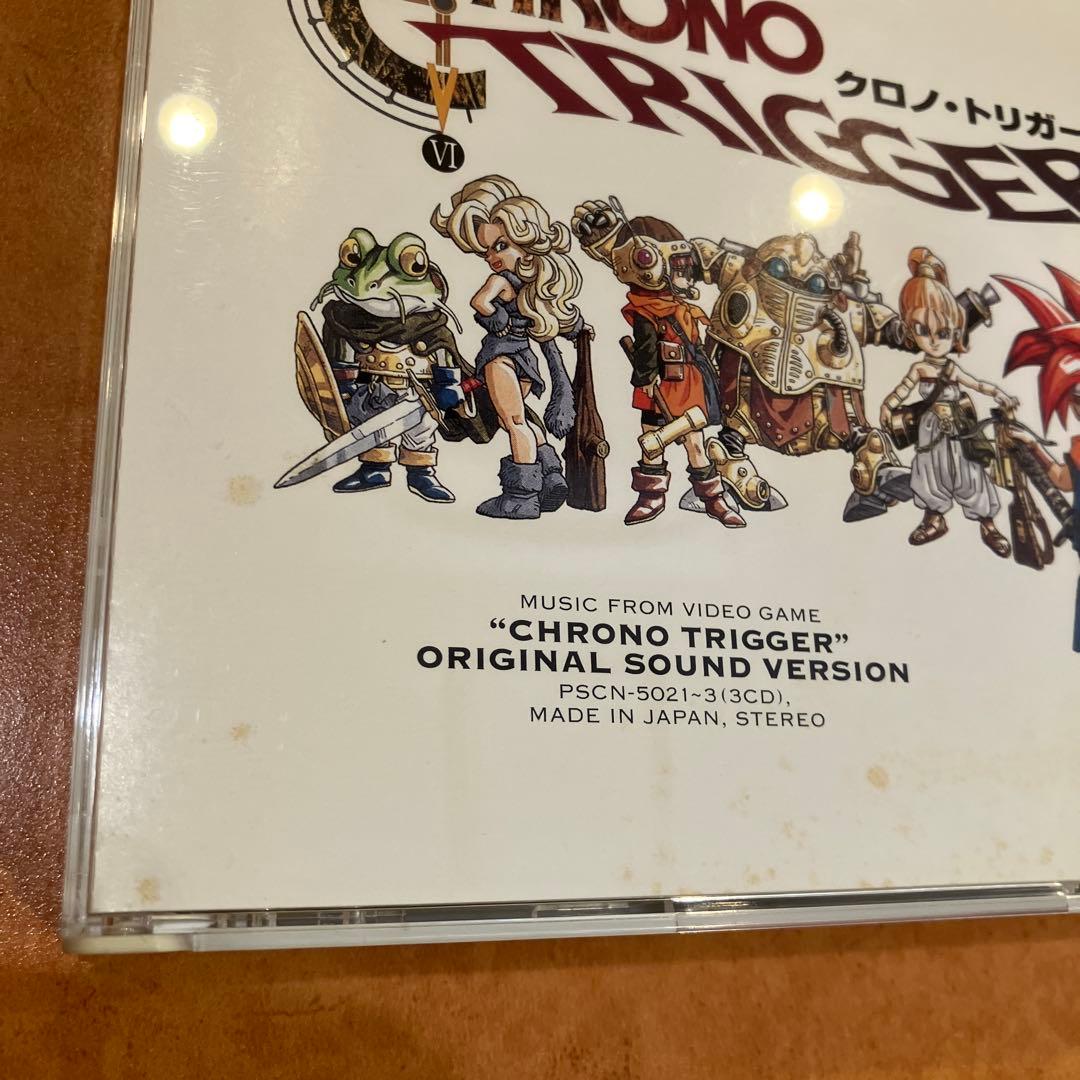 TRIGGER
クロノ・トリガー
VI
MUSIC FROM VIDEO GAME
“CHRONO TRIGGER”
ORIGINAL SOUND VERSION
PSCN-5021~3(3CD),
MADE IN JAPAN, STEREO